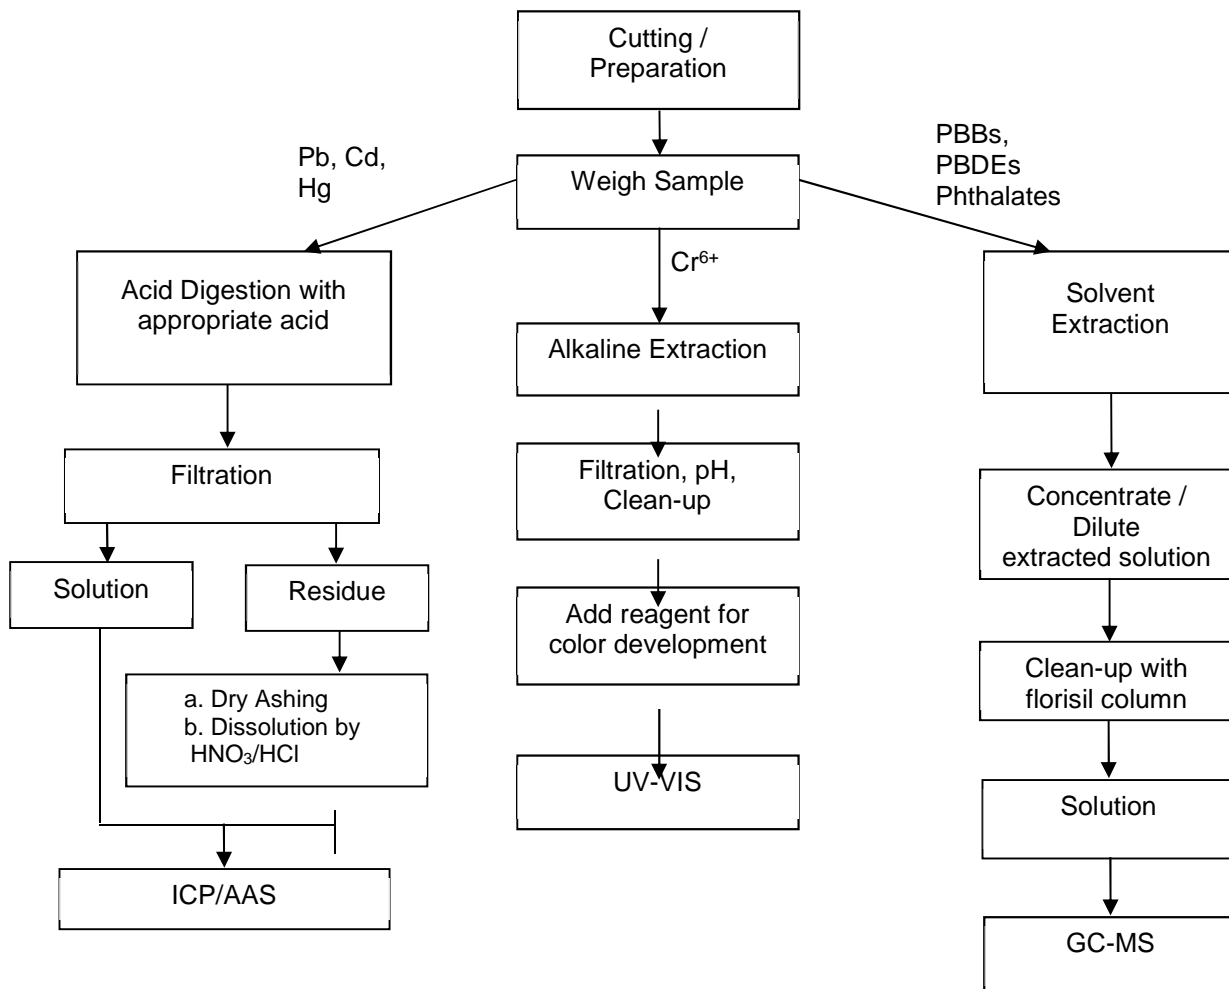 Cutting /
Preparation
Pb, Cd,
Hg
Weigh Sample
PBBs,
PBDEs
Phthalates
Cr⁶⁺
Acid Digestion with
appropriate acid
Filtration
Solution
Residue
a. Dry Ashing
b. Dissolution by
HNO₃/HCl
ICP/AAS
Alkaline Extraction
Filtration, pH,
Clean-up
Add reagent for
color development
UV-VIS
Solvent
Extraction
Concentrate /
Dilute
extracted solution
Clean-up with
florisil column
Solution
GC-MS